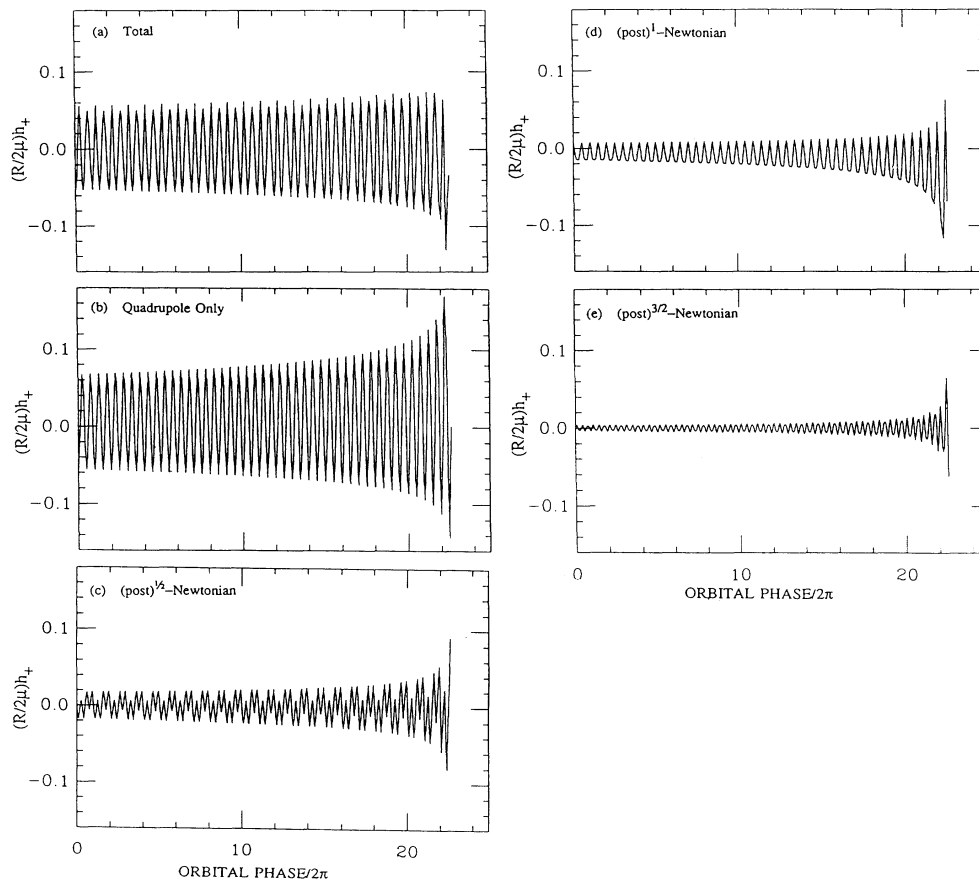 (a) Total
0.1
0.0
−0.1
(R/2μ)h₊
(b) Quadrupole Only
0.1
0.0
−0.1
(R/2μ)h₊
(c) (post)^½−Newtonian
0.1
0.0
−0.1
(R/2μ)h₊
0
10
20
ORBITAL PHASE/2π
(d) (post)¹−Newtonian
0.1
0.0
−0.1
(R/2μ)h₊
(e) (post)^3/2−Newtonian
0.1
0.0
−0.1
(R/2μ)h₊
0
10
20
ORBITAL PHASE/2π